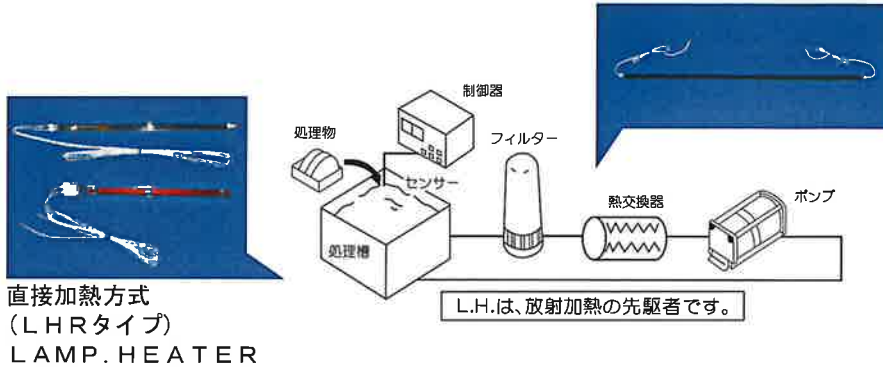 制御器
処理物
フィルター
センサー
熱交換器
ポンプ
処理槽
L.H.は、放射加熱の先駆者です。
直接加熱方式
(LHRタイプ)
LAMP.HEATER